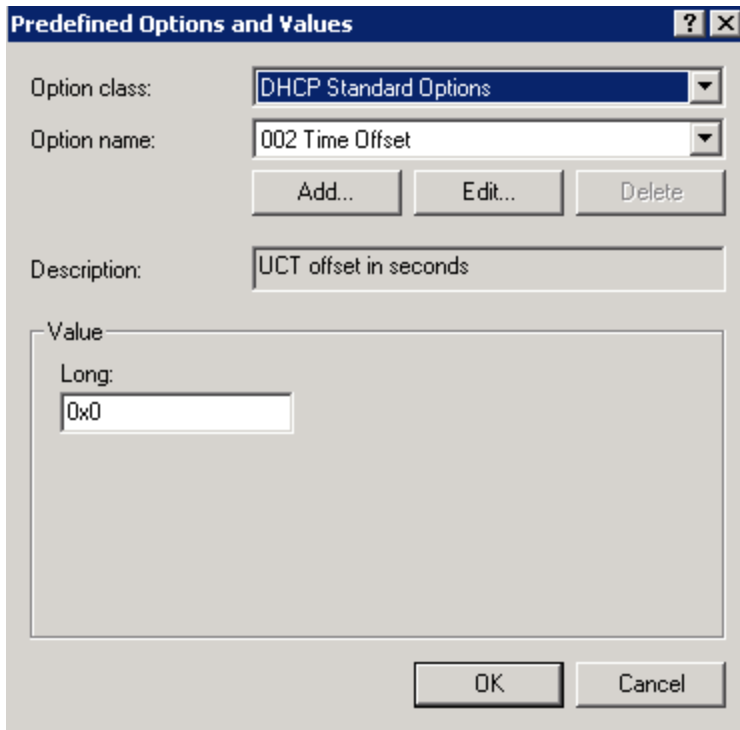 Predefined Options and Values
Option class: DHCP Standard Options
Option name: 002 Time Offset
Add... Edit... Delete
Description: UCT offset in seconds
Value
Long:
0x0
OK Cancel